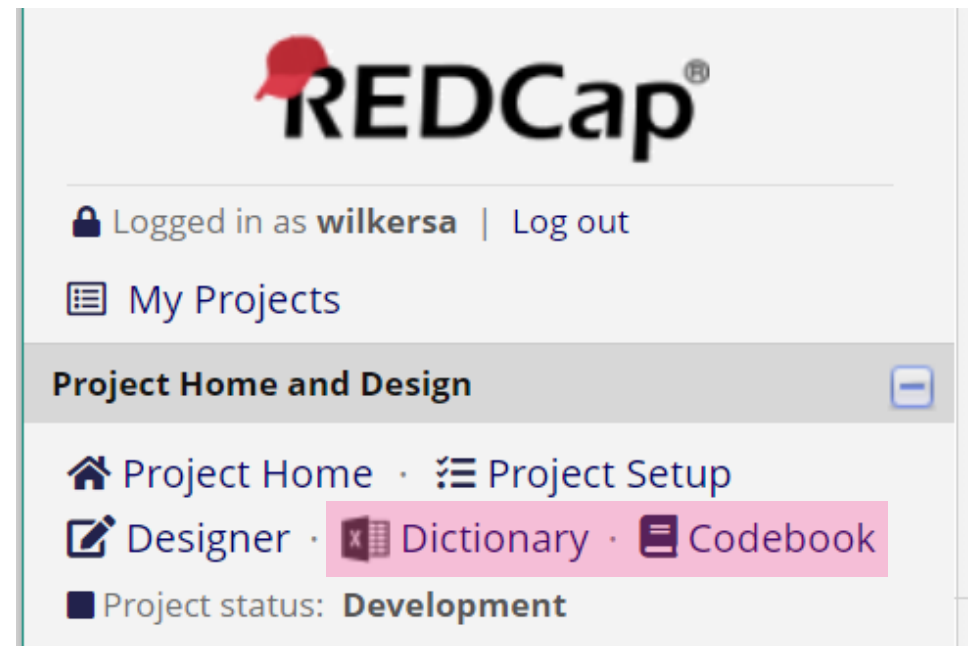 REDCap®
Logged in as wilkersa | Log out
My Projects
Project Home and Design
Project Home · Project Setup
Designer · X Dictionary · Codebook
Project status: Development